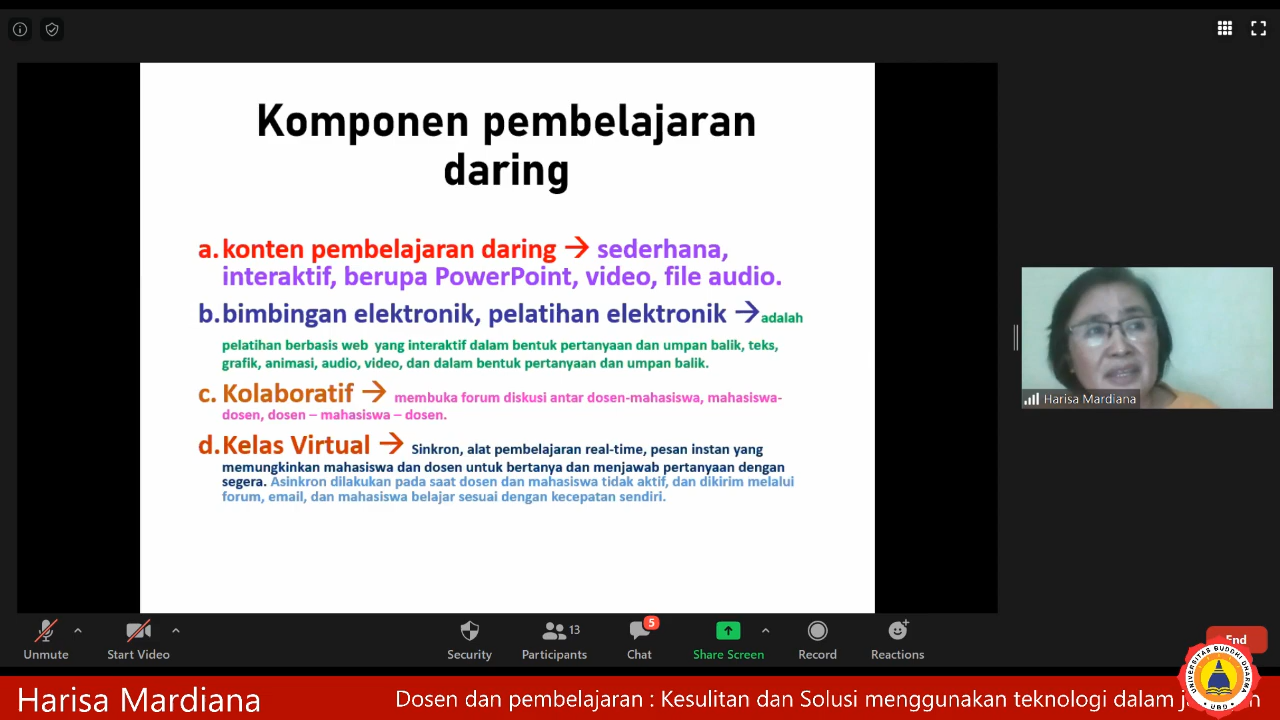 Komponen pembelajaran
daring
a. konten pembelajaran daring → sederhana,
interaktif, berupa PowerPoint, video, file audio.
b. bimbingan elektronik, pelatihan elektronik → adalah
pelatihan berbasis web yang interaktif dalam bentuk pertanyaan dan umpan balik, teks,
grafik, animasi, audio, video, dan dalam bentuk pertanyaan dan umpan balik.
c. Kolaboratif → membuka forum diskusi antar dosen-mahasiswa, mahasiswa-
dosen, dosen – mahasiswa – dosen.
d. Kelas Virtual → Sinkron, alat pembelajaran real-time, pesan instan yang
memungkinkan mahasiswa dan dosen untuk bertanya dan menjawab pertanyaan dengan
segera. Asinkron dilakukan pada saat dosen dan mahasiswa tidak aktif, dan dikirim melalui
forum, email, dan mahasiswa belajar sesuai dengan kecepatan sendiri.
Harisa Mardiana
13
5
Unmute
Start Video
Security
Participants
Chat
Share Screen
Record
Reactions
End
UNIVERSITAS BUDDHI DHARMA
UBD
Harisa Mardiana
Dosen dan pembelajaran : Kesulitan dan Solusi menggunakan teknologi dalam